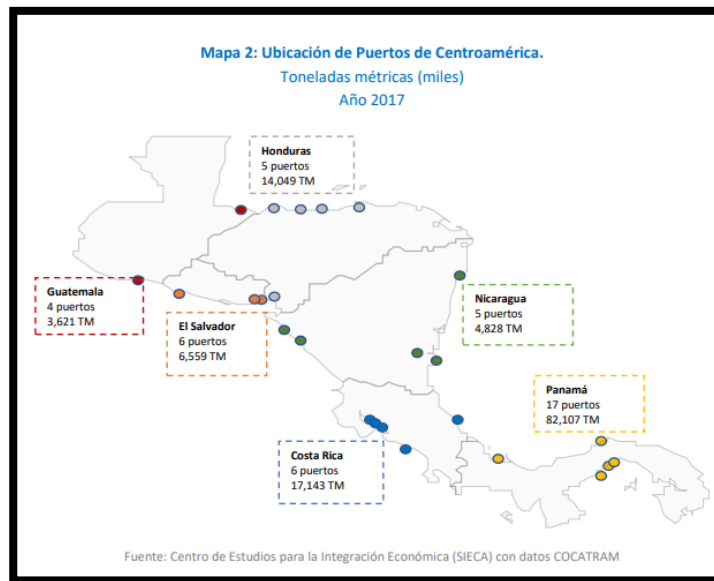 Mapa 2: Ubicación de Puertos de Centroamérica.
Toneladas métricas (miles)
Año 2017
Honduras
5 puertos
14,049 TM
Guatemala
4 puertos
3,621 TM
El Salvador
6 puertos
6,559 TM
Nicaragua
5 puertos
4,828 TM
Panamá
17 puertos
82,107 TM
Costa Rica
6 puertos
17,143 TM
Fuente: Centro de Estudios para la Integración Económica (SIECA) con datos COCATRAM